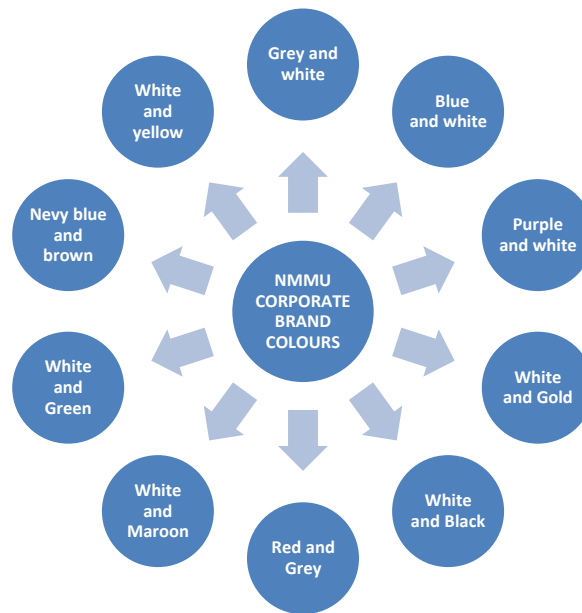 Grey and
white
Blue
and white
Purple
and white
White
and Gold
White
and Black
Red and
Grey
White
and
Maroon
White
and
Green
Nevy blue
and
brown
White
and
yellow
NMMU
CORPORATE
BRAND
COLOURS